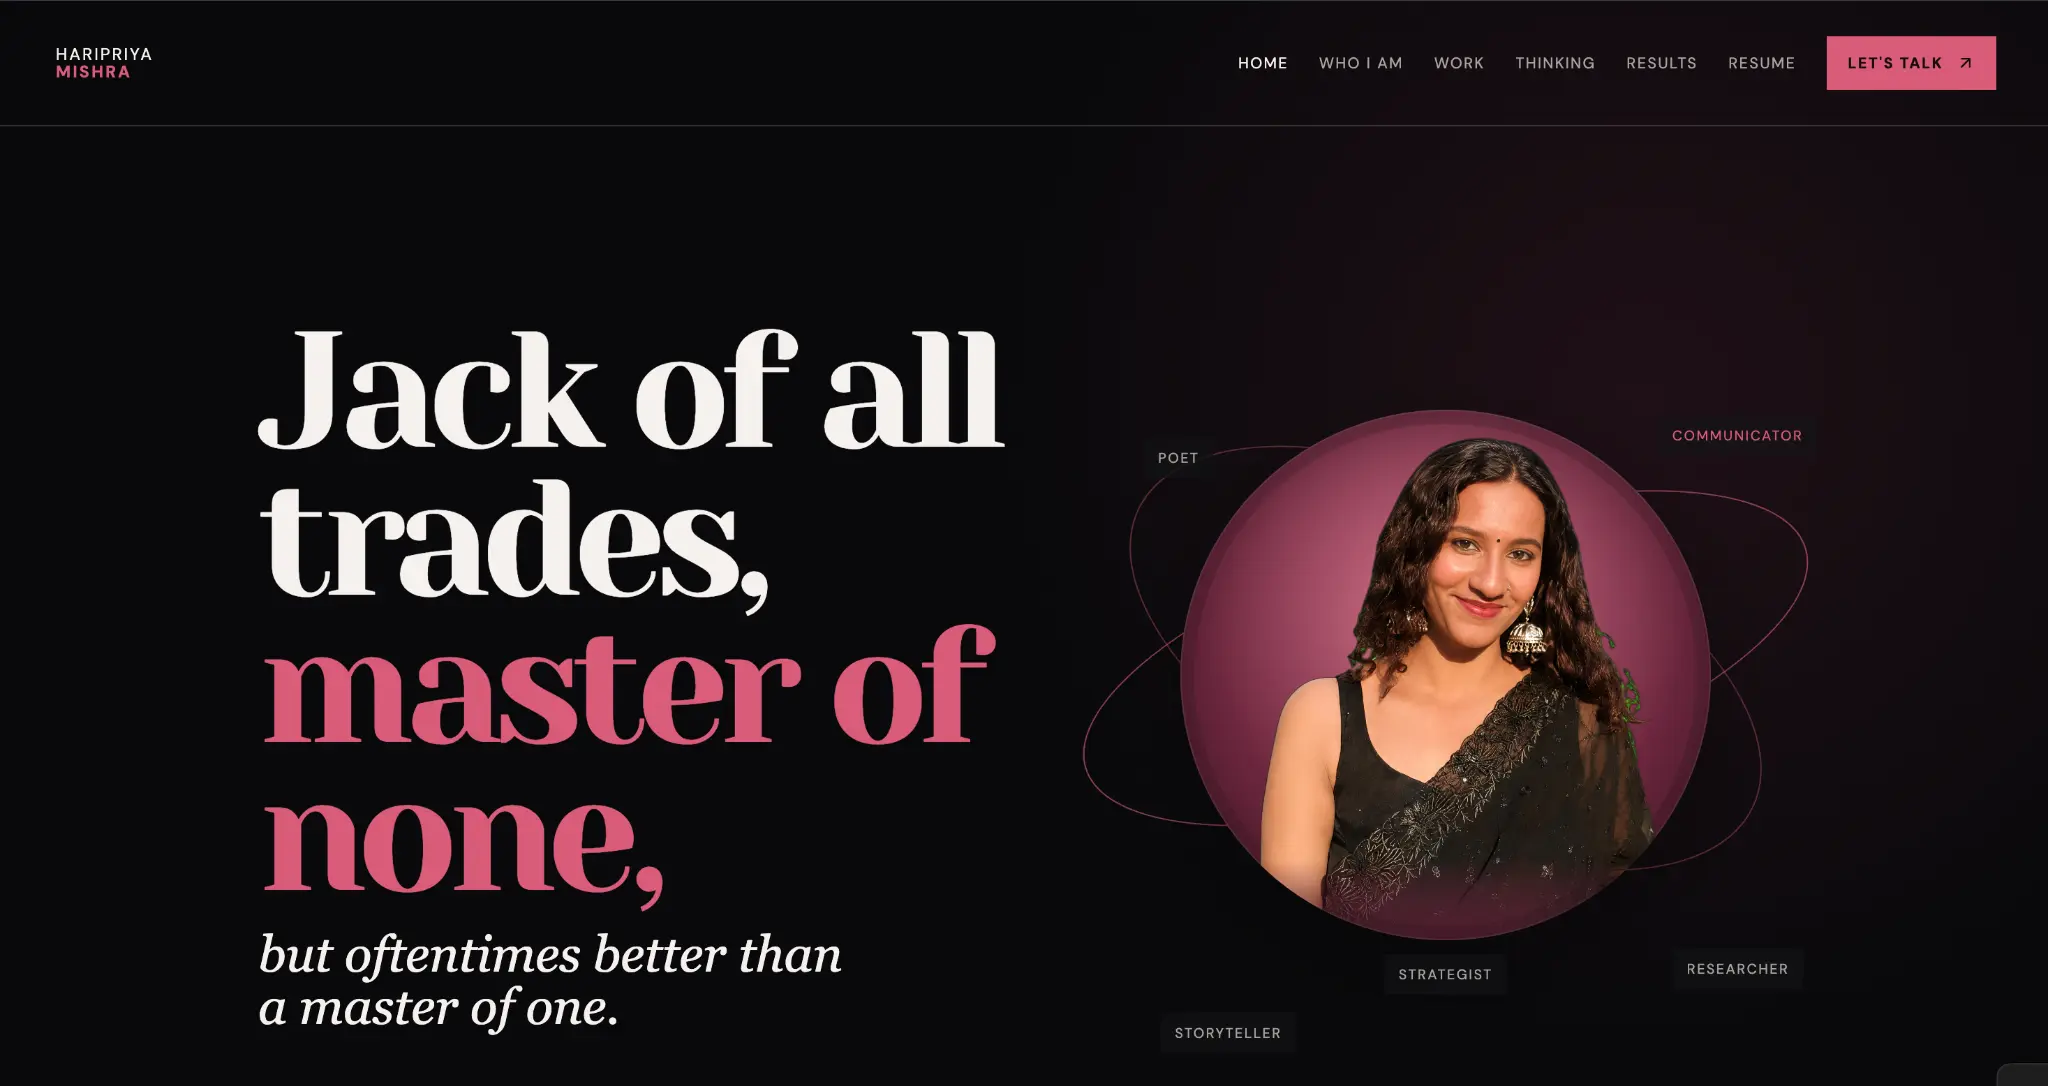 HARIPRIYA
MISHRA
HOME WHO I AM WORK THINKING RESULTS RESUME LET'S TALK
Jack of all
trades,
master of
none,
but oftentimes better than
a master of one.
POET
COMMUNICATOR
STRATEGIST
RESEARCHER
STORYTELLER